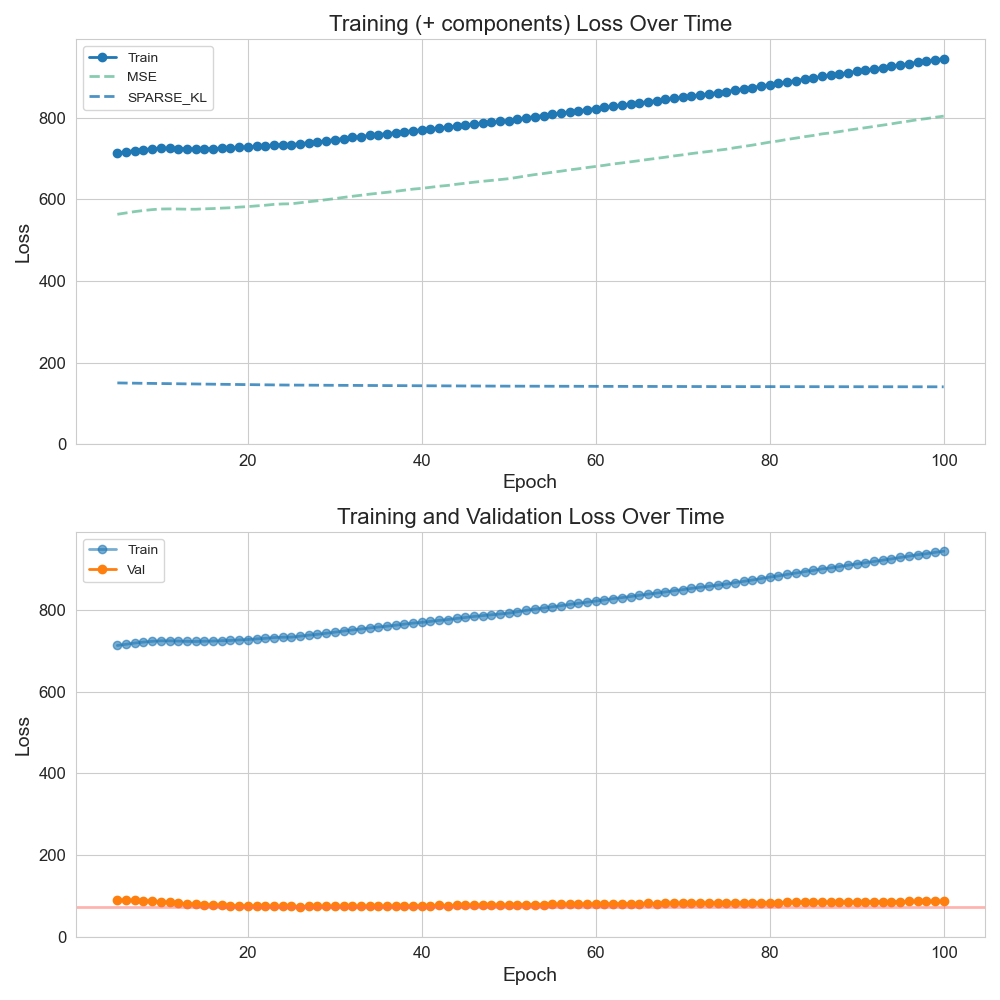 Training (+ components) Loss Over Time
Train
MSE
SPARSE_KL
800
600
400
200
0
Loss
20 40 60 80 100
Epoch
Training and Validation Loss Over Time
Train
Val
800
600
400
200
0
Loss
20 40 60 80 100
Epoch